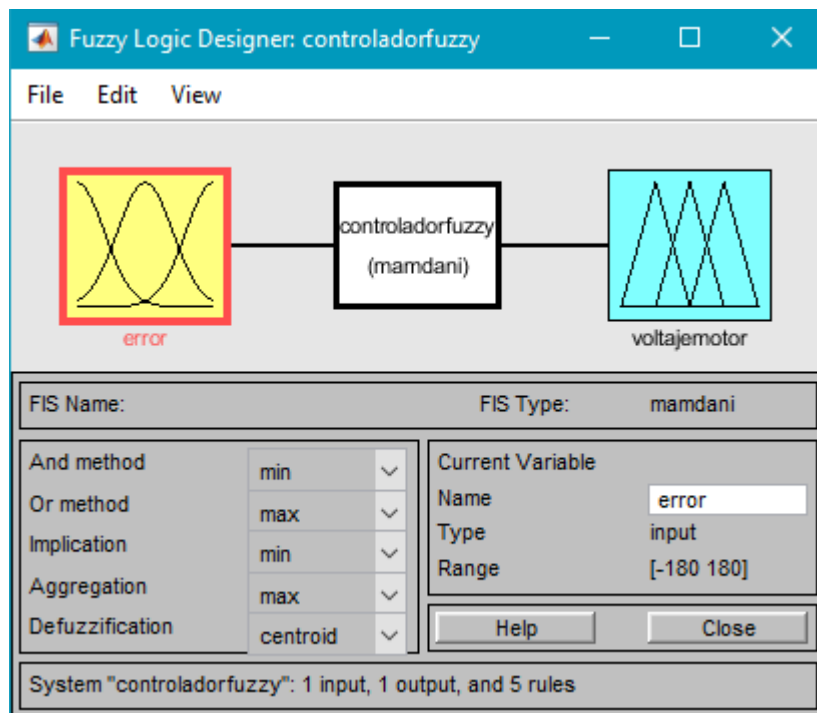 Fuzzy Logic Designer: controladorfuzzy
File Edit View
controladorfuzzy
(mamdani)
error
voltajemotor
FIS Name:
FIS Type: mamdani
And method min
Or method max
Implication min
Aggregation max
Defuzzification centroid
Current Variable
Name error
Type input
Range [-180 180]
Help Close
System "controladorfuzzy": 1 input, 1 output, and 5 rules